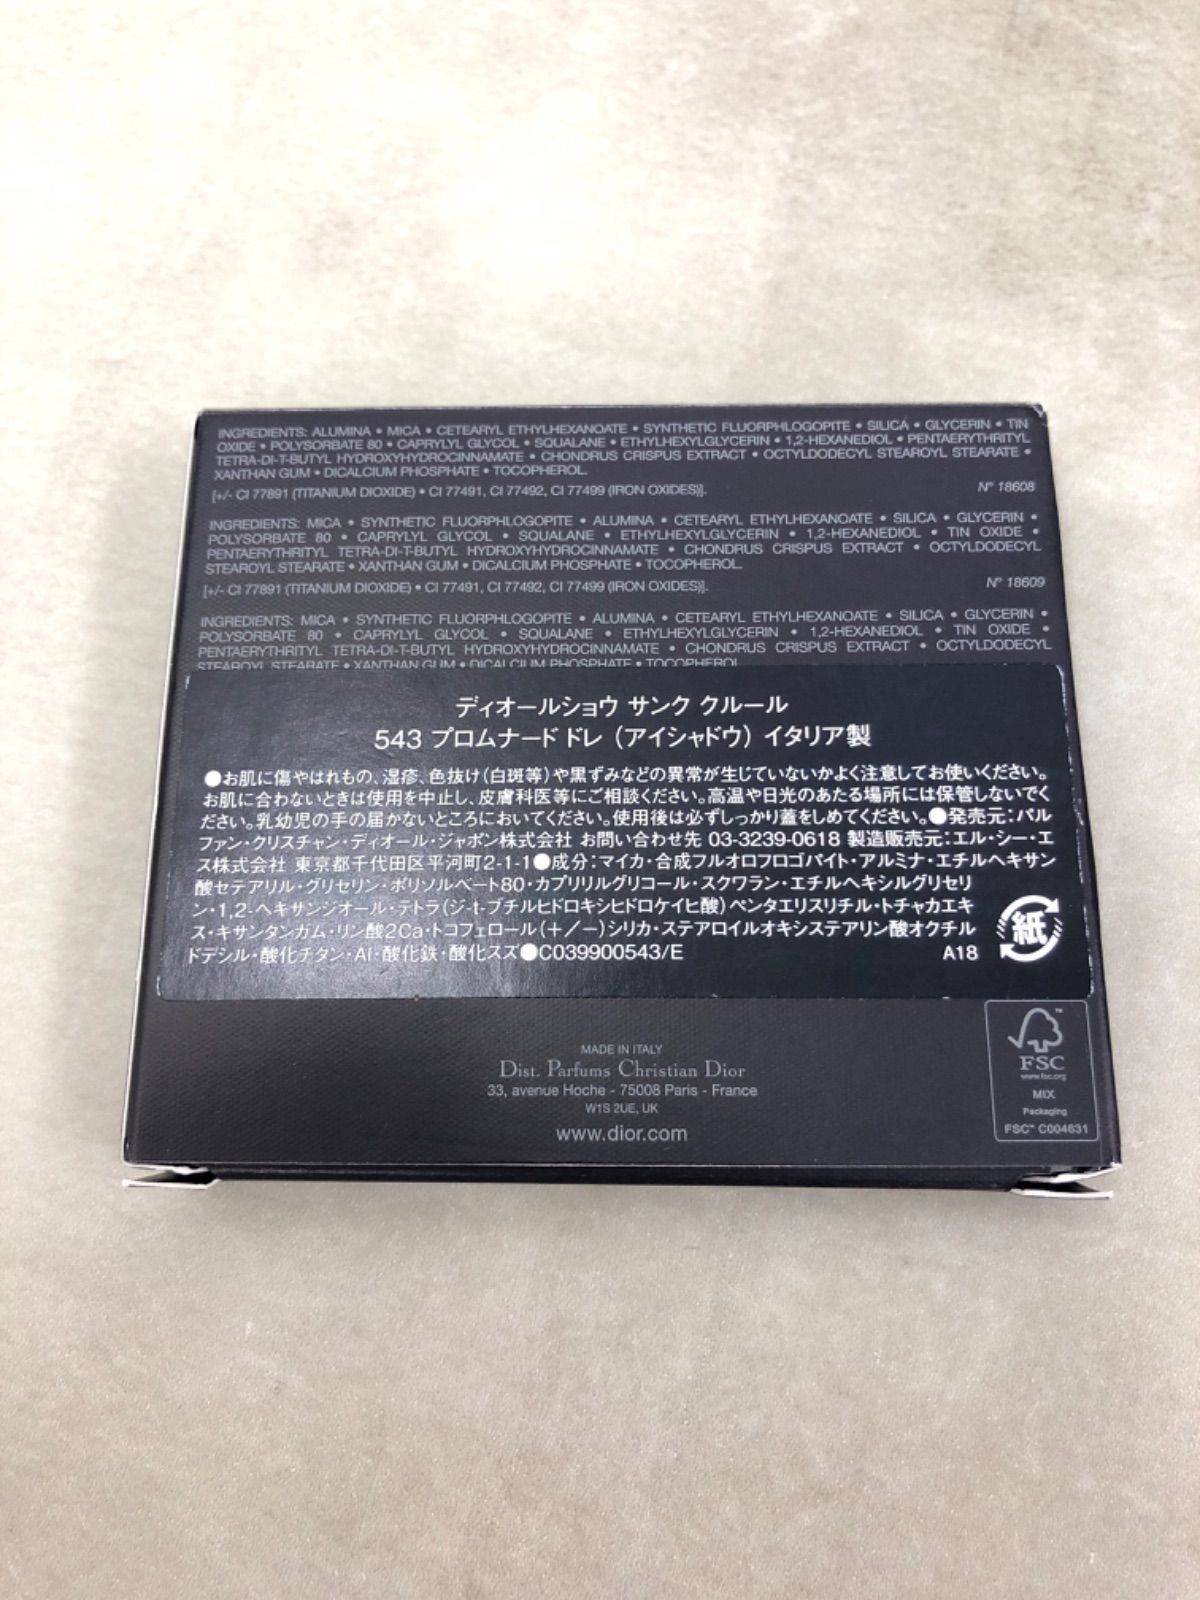 INGREDIENTS: ALUMINA • MICA • CETEARYL ETHYLHEXANOATE • SYNTHETIC FLUORPHLOGOPITE • SILICA • GLYCERIN • TIN
OXIDE • POLYSORBATE 80 • CAPRYLYL GLYCOL • SQUALANE • ETHYLHEXYLGLYCERIN • 1,2-HEXANEDIOL • PENTAERYTHRITYL
TETRA-DI-T-BUTYL HYDROXYHYDROCINNAMATE • CHONDRUS CRISPUS EXTRACT • OCTYLDODECYL STEAROYL STEARATE •
XANTHAN GUM • DICALCIUM PHOSPHATE • TOCOPHEROL.
[+/- CI 77891 (TITANIUM DIOXIDE) • CI 77491, CI 77492, CI 77499 (IRON OXIDES)]. N° 18608
INGREDIENTS: MICA • SYNTHETIC FLUORPHLOGOPITE • ALUMINA • CETEARYL ETHYLHEXANOATE • SILICA • GLYCERIN •
POLYSORBATE 80 • CAPRYLYL GLYCOL • SQUALANE • ETHYLHEXYLGLYCERIN • 1,2-HEXANEDIOL • TIN OXIDE •
PENTAERYTHRITYL TETRA-DI-T-BUTYL HYDROXYHYDROCINNAMATE • CHONDRUS CRISPUS EXTRACT • OCTYLDODECYL
STEAROYL STEARATE • XANTHAN GUM • DICALCIUM PHOSPHATE • TOCOPHEROL.
[+/- CI 77891 (TITANIUM DIOXIDE) • CI 77491, CI 77492, CI 77499 (IRON OXIDES)]. N° 18609
INGREDIENTS: MICA • SYNTHETIC FLUORPHLOGOPITE • ALUMINA • CETEARYL ETHYLHEXANOATE • SILICA • GLYCERIN •
POLYSORBATE 80 • CAPRYLYL GLYCOL • SQUALANE • ETHYLHEXYLGLYCERIN • 1,2-HEXANEDIOL • TIN OXIDE •
PENTAERYTHRITYL TETRA-DI-T-BUTYL HYDROXYHYDROCINNAMATE • CHONDRUS CRISPUS EXTRACT • OCTYLDODECYL
STEAROYL STEARATE • XANTHAN GUM • DICALCIUM PHOSPHATE • TOCOPHEROL
ディオールショウ サンク クルール
543 プロムナード ドレ (アイシャドウ) イタリア製
●お肌に傷やはれもの、湿疹、色抜け(白斑等)や黒ずみなどの異常が生じていないかよく注意してお使いください。
お肌に合わないときは使用を中止し、皮膚科医等にご相談ください。高温や日光のあたる場所には保管しないでく
ださい。乳幼児の手の届かないところにおいてください。使用後は必ずしっかり蓋をしめてください。●発売元:パル
ファン・クリスチャン・ディオール・ジャポン株式会社 お問い合わせ先 03-3239-0618 製造販売元:エル・シー・エ
ス株式会社 東京都千代田区平河町2-1-1●成分:マイカ・合成フルオロフロゴパイト・アルミナ・エチルヘキサン
酸セテアリル・グリセリン・ポリソルベート80・カプリリルグリコール・スクワラン・エチルヘキシルグリセリ
ン・1,2-ヘキサンジオール・テトラ(ジ-t-ブチルヒドロキシヒドロケイヒ酸)ペンタエリスリチル・トチャカエキ
ス・キサンタンガム・リン酸2Ca・トコフェロール(+/-)シリカ・ステアロイルオキシステアリン酸オクチル
ドデシル・酸化チタン・Al・酸化鉄・酸化スズ●C039900543/E A18
紙
MADE IN ITALY
Dist. Parfums Christian Dior
33, avenue Hoche - 75008 Paris - France
W1S 2UE, UK
www.dior.com
FSC
www.fsc.org
MIX
Packaging
FSC™ C004631